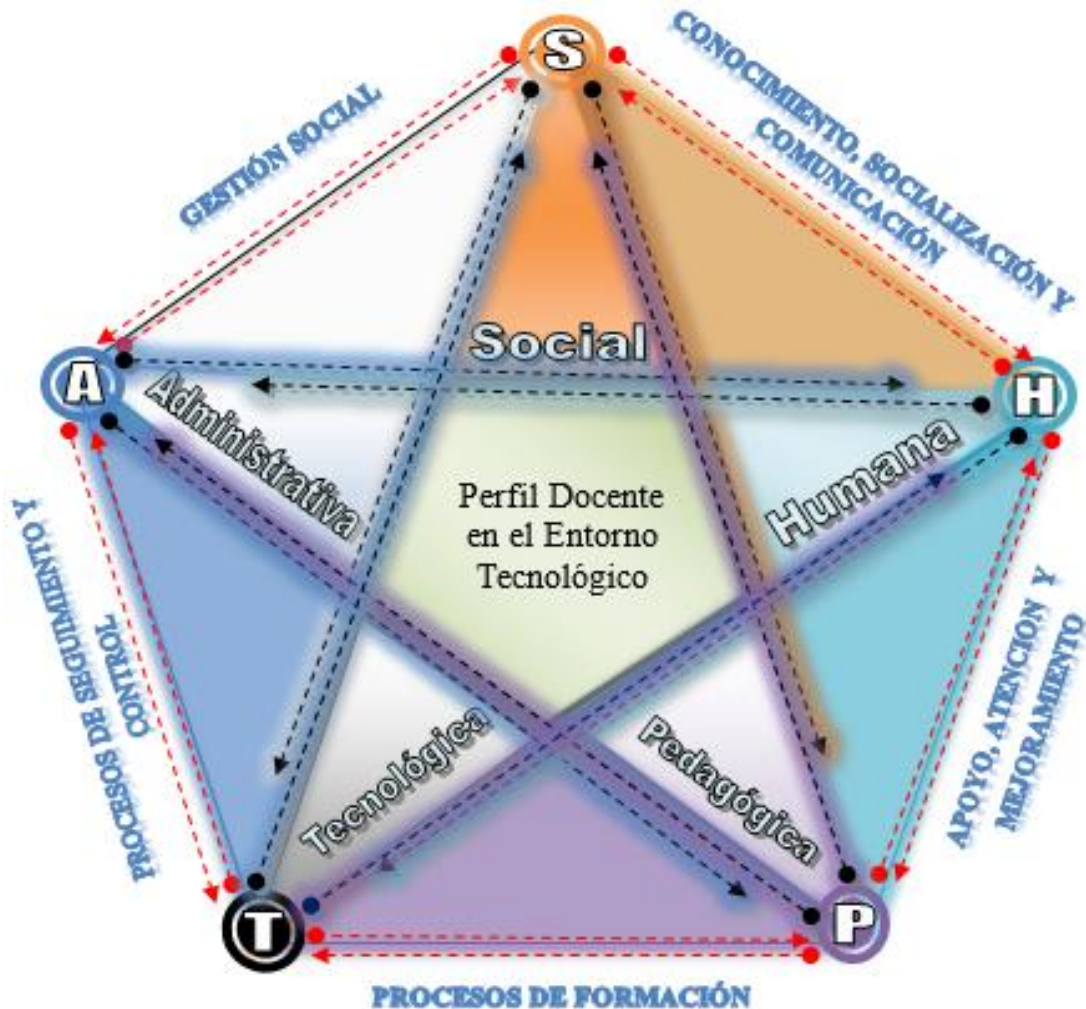 S
CONOCIMIENTO, SOCIALIZACIÓN Y
COMUNICACIÓN
GESTIÓN SOCIAL
A
H
Social
Administrativa
Humana
Perfil Docente
en el Entorno
Tecnológico
PROCESOS DE SEGUIMIENTO Y
CONTROL
APOYO, ATENCION Y
MEJORAMIENTO
Tecnológica
Pedagógica
T
P
PROCESOS DE FORMACIÓN